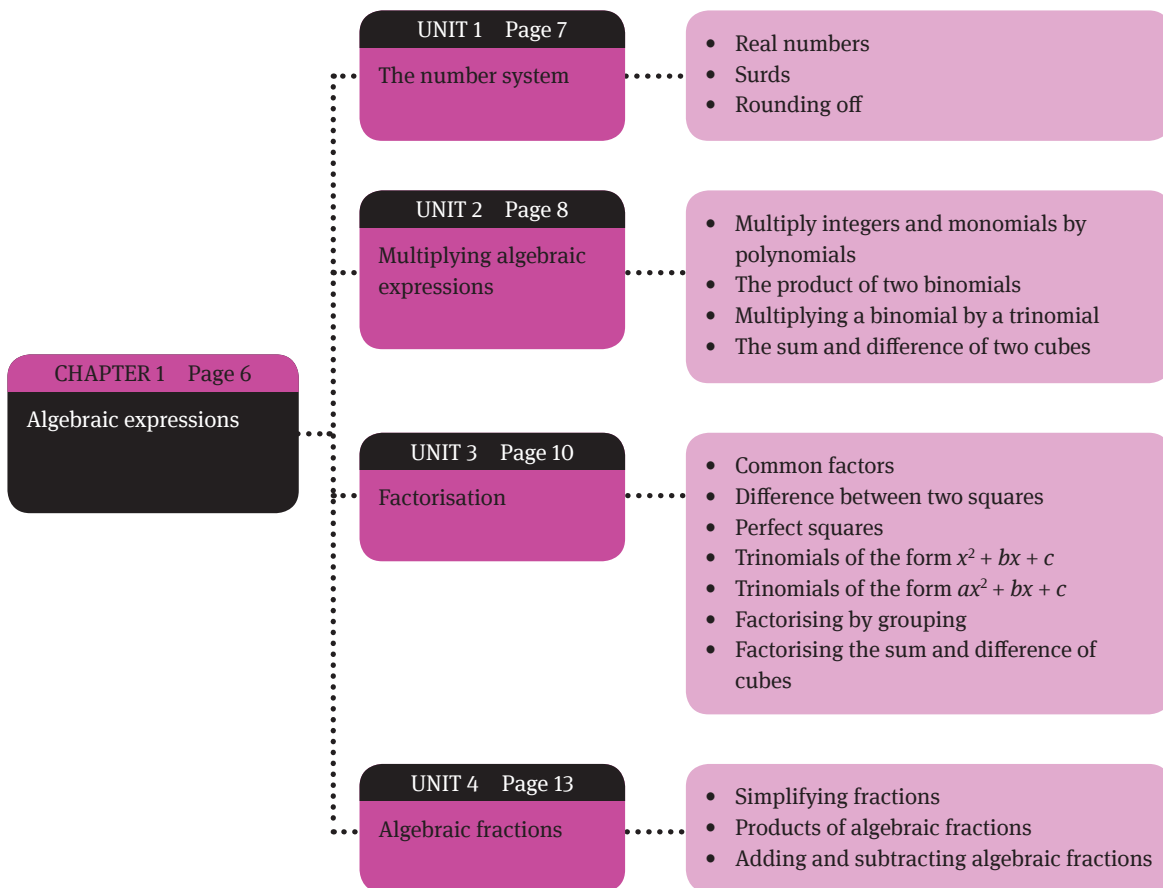 UNIT 1 Page 7
The number system
• Real numbers
• Surds
• Rounding off
UNIT 2 Page 8
Multiplying algebraic
expressions
• Multiply integers and monomials by
polynomials
• The product of two binomials
• Multiplying a binomial by a trinomial
• The sum and difference of two cubes
CHAPTER 1 Page 6
Algebraic expressions
UNIT 3 Page 10
Factorisation
• Common factors
• Difference between two squares
• Perfect squares
• Trinomials of the form x² + bx + c
• Trinomials of the form ax² + bx + c
• Factorising by grouping
• Factorising the sum and difference of
cubes
UNIT 4 Page 13
Algebraic fractions
• Simplifying fractions
• Products of algebraic fractions
• Adding and subtracting algebraic fractions